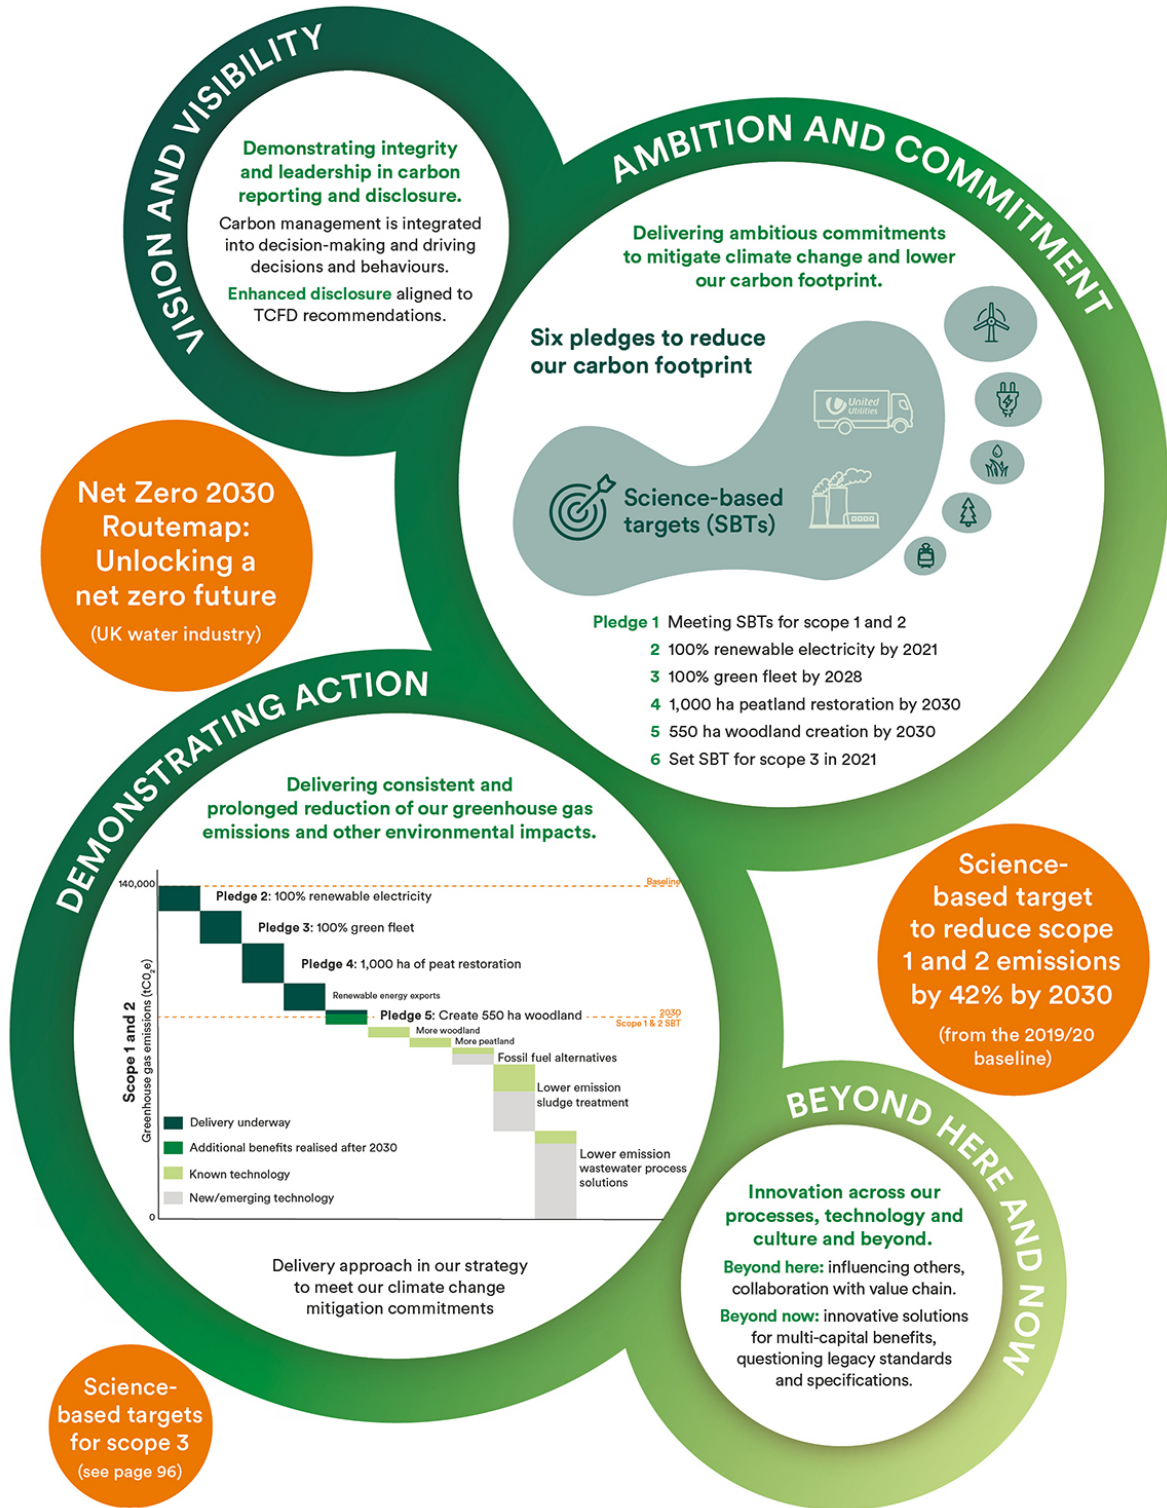 VISION AND VISIBILITY
Demonstrating integrity
and leadership in carbon
reporting and disclosure.
Carbon management is integrated
into decision-making and driving
decisions and behaviours.
Enhanced disclosure aligned to
TCFD recommendations.
AMBITION AND COMMITMENT
Delivering ambitious commitments
to mitigate climate change and lower
our carbon footprint.
Six pledges to reduce
our carbon footprint
United
Utilities
Science-based
targets (SBTs)
Pledge 1 Meeting SBTs for scope 1 and 2
2 100% renewable electricity by 2021
3 100% green fleet by 2028
4 1,000 ha peatland restoration by 2030
5 550 ha woodland creation by 2030
6 Set SBT for scope 3 in 2021
Net Zero 2030
Routemap:
Unlocking a
net zero future
(UK water industry)
DEMONSTRATING ACTION
Delivering consistent and
prolonged reduction of our greenhouse gas
emissions and other environmental impacts.
140,000
Baseline
Pledge 2: 100% renewable electricity
Pledge 3: 100% green fleet
Pledge 4: 1,000 ha of peat restoration
Renewable energy exports
Pledge 5: Create 550 ha woodland
2030
Scope 1 & 2 SBT
More woodland
More peatland
Fossil fuel alternatives
Lower emission
sludge treatment
Lower emission
wastewater process
solutions
Scope 1 and 2
Greenhouse gas emissions (tCO₂e)
Delivery underway
Additional benefits realised after 2030
Known technology
New/emerging technology
0
Delivery approach in our strategy
to meet our climate change
mitigation commitments
Science-
based target
to reduce scope
1 and 2 emissions
by 42% by 2030
(from the 2019/20
baseline)
BEYOND HERE AND NOW
Innovation across our
processes, technology and
culture and beyond.
Beyond here: influencing others,
collaboration with value chain.
Beyond now: innovative solutions
for multi-capital benefits,
questioning legacy standards
and specifications.
Science-
based targets
for scope 3
(see page 96)